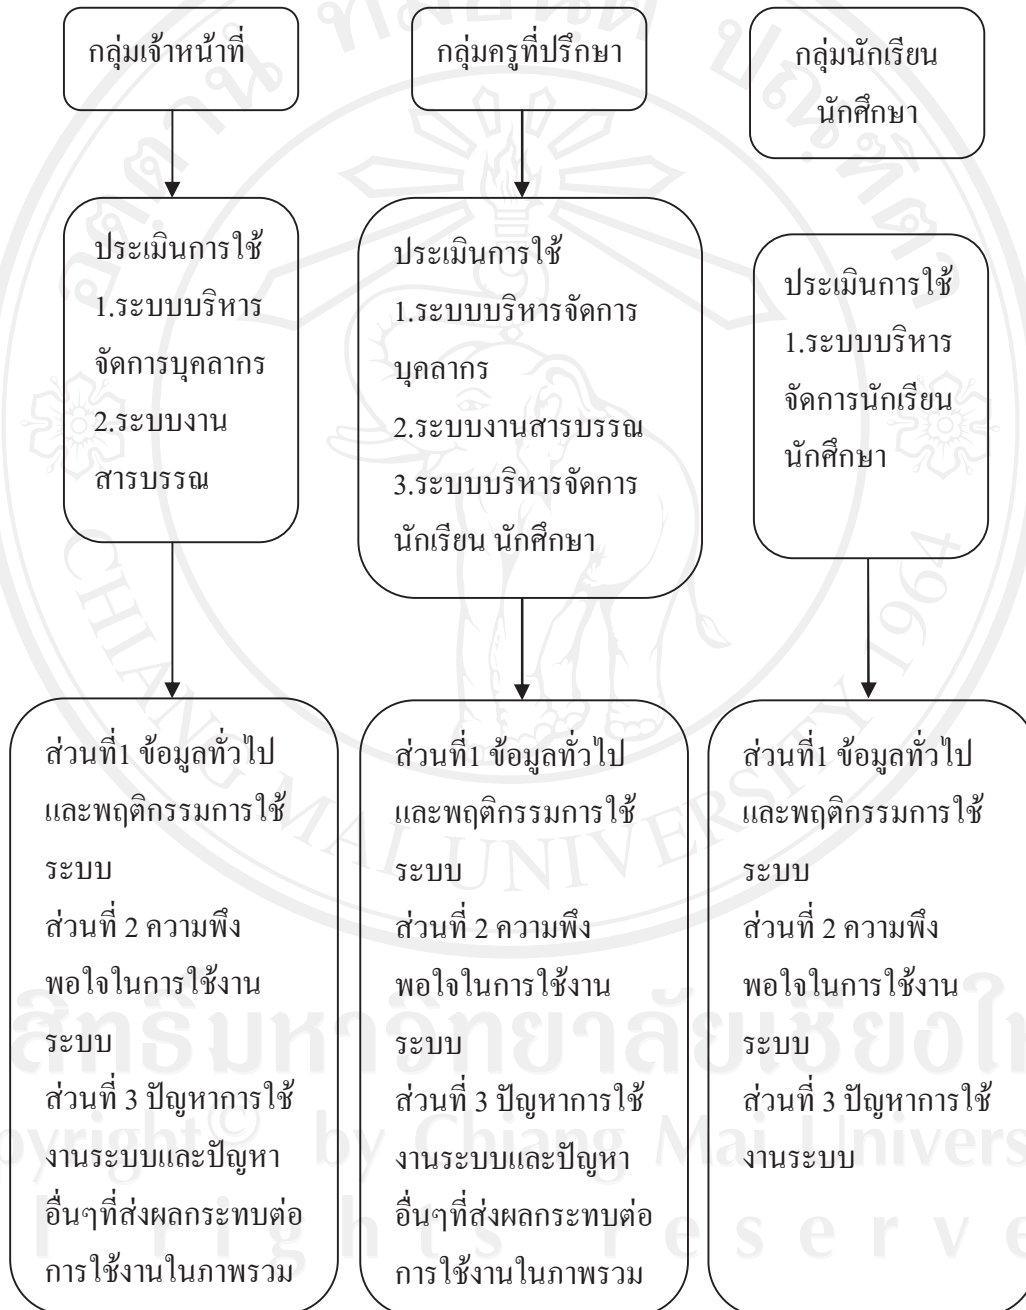 กลุ่มเจ้าหน้าที่
กลุ่มครูที่ปรึกษา
กลุ่มนักเรียน
นักศึกษา
ประเมินการใช้
1.ระบบบริหาร
จัดการบุคลากร
2.ระบบงาน
สารบรรณ
ประเมินการใช้
1.ระบบบริหารจัดการ
บุคลากร
2.ระบบงานสารบรรณ
3.ระบบบริหารจัดการ
นักเรียน นักศึกษา
ประเมินการใช้
1.ระบบบริหาร
จัดการนักเรียน
นักศึกษา
ส่วนที่1 ข้อมูลทั่วไป
และพฤติกรรมการใช้
ระบบ
ส่วนที่ 2 ความพึง
พอใจในการใช้งาน
ระบบ
ส่วนที่ 3 ปัญหาการใช้
งานระบบและปัญหา
อื่นๆที่ส่งผลกระทบต่อ
การใช้งานในภาพรวม
ส่วนที่1 ข้อมูลทั่วไป
และพฤติกรรมการใช้
ระบบ
ส่วนที่ 2 ความพึง
พอใจในการใช้งาน
ระบบ
ส่วนที่ 3 ปัญหาการใช้
งานระบบและปัญหา
อื่นๆที่ส่งผลกระทบต่อ
การใช้งานในภาพรวม
ส่วนที่1 ข้อมูลทั่วไป
และพฤติกรรมการใช้
ระบบ
ส่วนที่ 2 ความพึง
พอใจในการใช้งาน
ระบบ
ส่วนที่ 3 ปัญหาการใช้
งานระบบ
CHIANG MAI UNIVERSITY 1964
by Chiang Mai
rights